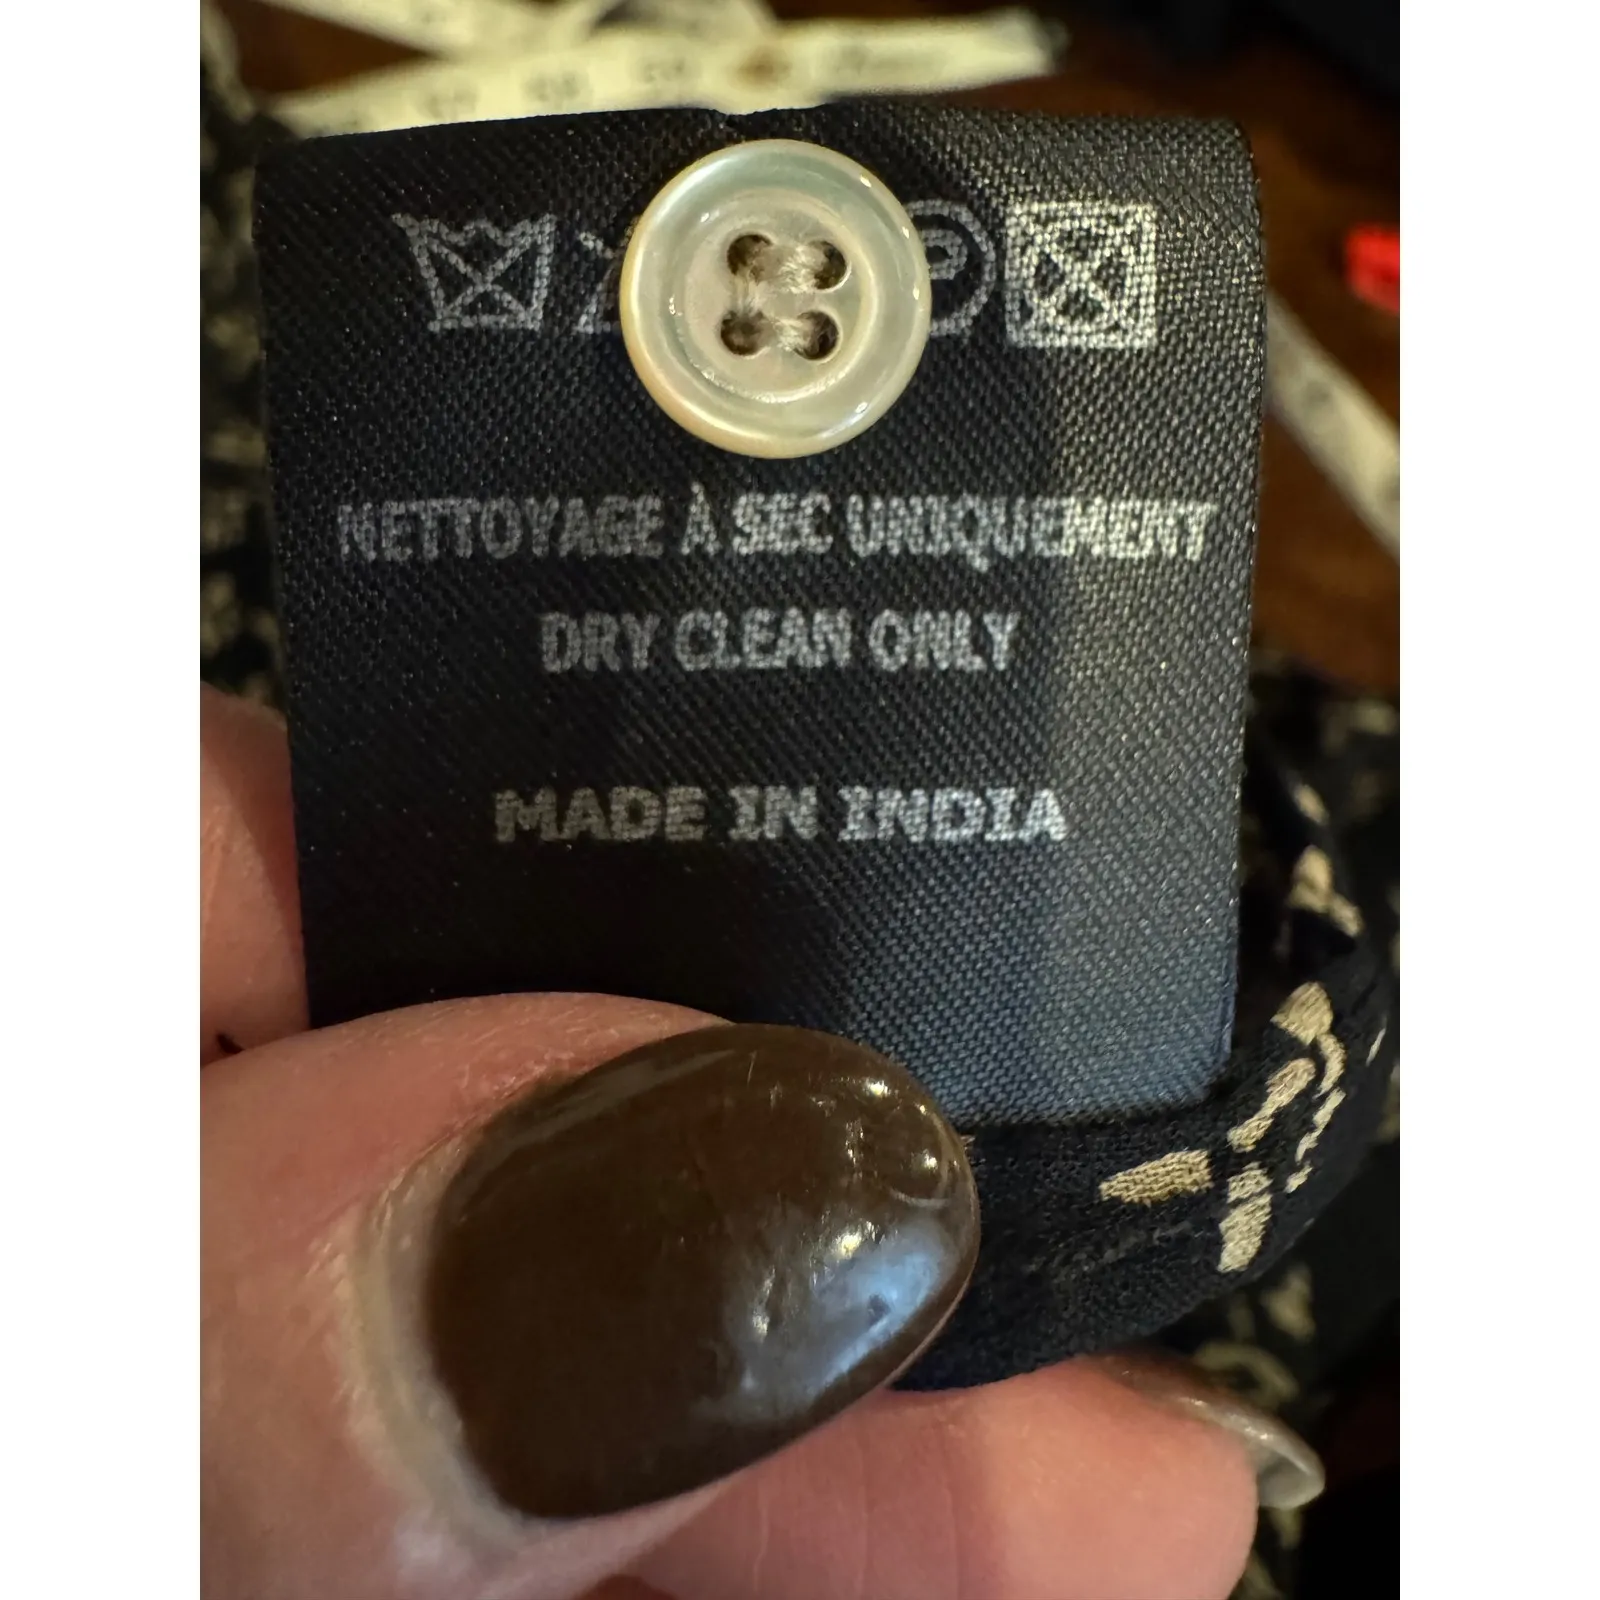 P
NETTOYAGE À SEC UNIQUEMENT
DRY CLEAN ONLY
MADE IN INDIA